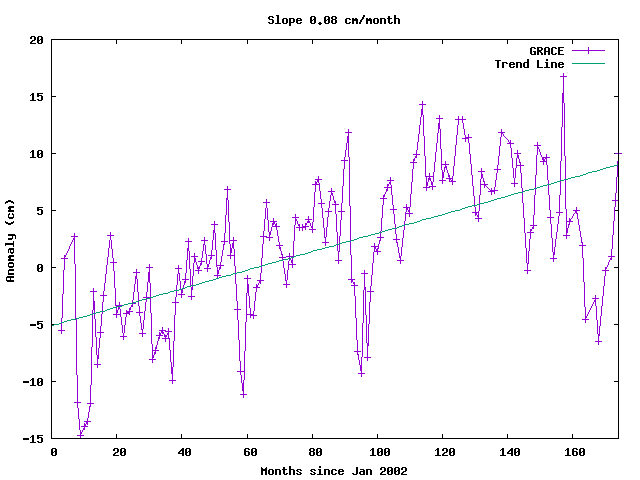 Slope 0.08 cm/month
GRACE
Trend Line
Anomaly (cm)
20
15
10
5
0
-5
-10
-15
0 20 40 60 80 100 120 140 160
Months since Jan 2002